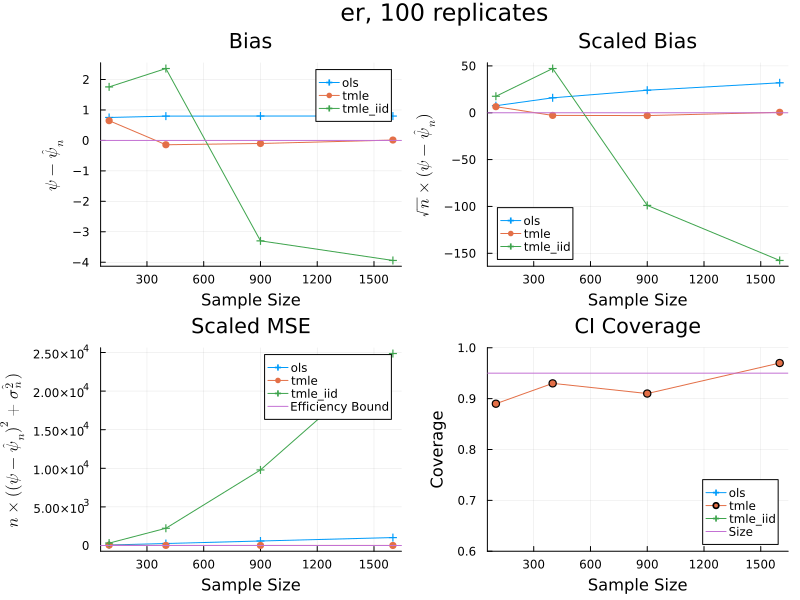 er, 100 replicates
Bias
Scaled Bias
ψ − ψ̂ₙ
2
1
0
−1
−2
−3
−4
ols
tmle
tmle_iid
300 600 900 1200 1500
Sample Size
√n × (ψ − ψ̂ₙ)
50
0
−50
−100
−150
ols
tmle
tmle_iid
300 600 900 1200 1500
Sample Size
Scaled MSE
CI Coverage
n × ((ψ − ψ̂ₙ)² + σ̂ₙ²)
2.50×10⁴
2.00×10⁴
1.50×10⁴
1.00×10⁴
5.00×10³
0
ols
tmle
tmle_iid
Efficiency Bound
300 600 900 1200 1500
Sample Size
Coverage
1.0
0.9
0.8
0.7
0.6
ols
tmle
tmle_iid
Size
300 600 900 1200 1500
Sample Size